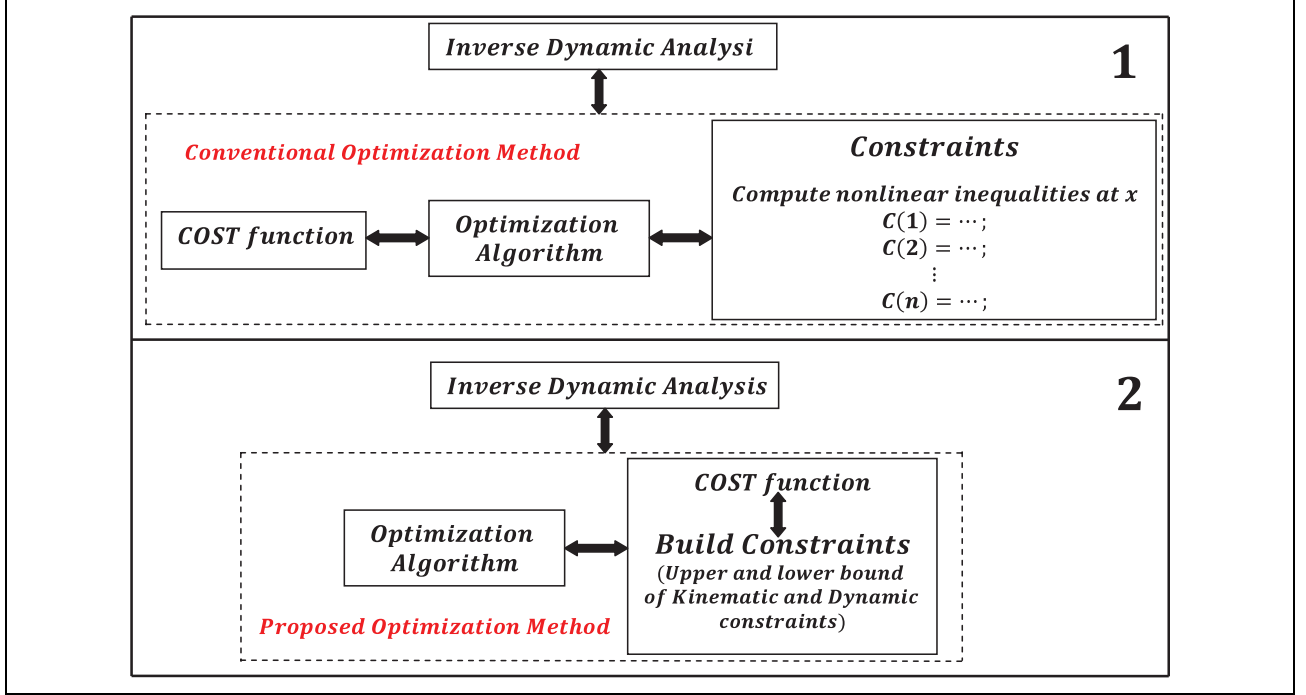 Inverse Dynamic Analysi
1
Conventional Optimization Method
COST function
Optimization
Algorithm
Constraints
Compute nonlinear inequalities at x
C(1) = ⋯ ;
C(2) = ⋯ ;
⋮
C(n) = ⋯ ;
Inverse Dynamic Analysis
2
Optimization
Algorithm
COST function
Build Constraints
(Upper and lower bound
of Kinematic and Dynamic
constraints)
Proposed Optimization Method